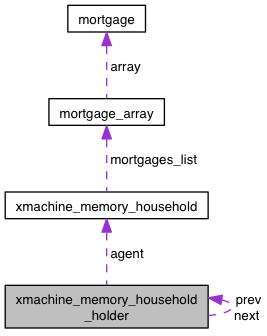 mortgage
array
mortgage_array
mortgages_list
xmachine_memory_household
agent
xmachine_memory_household
_holder
prev
next